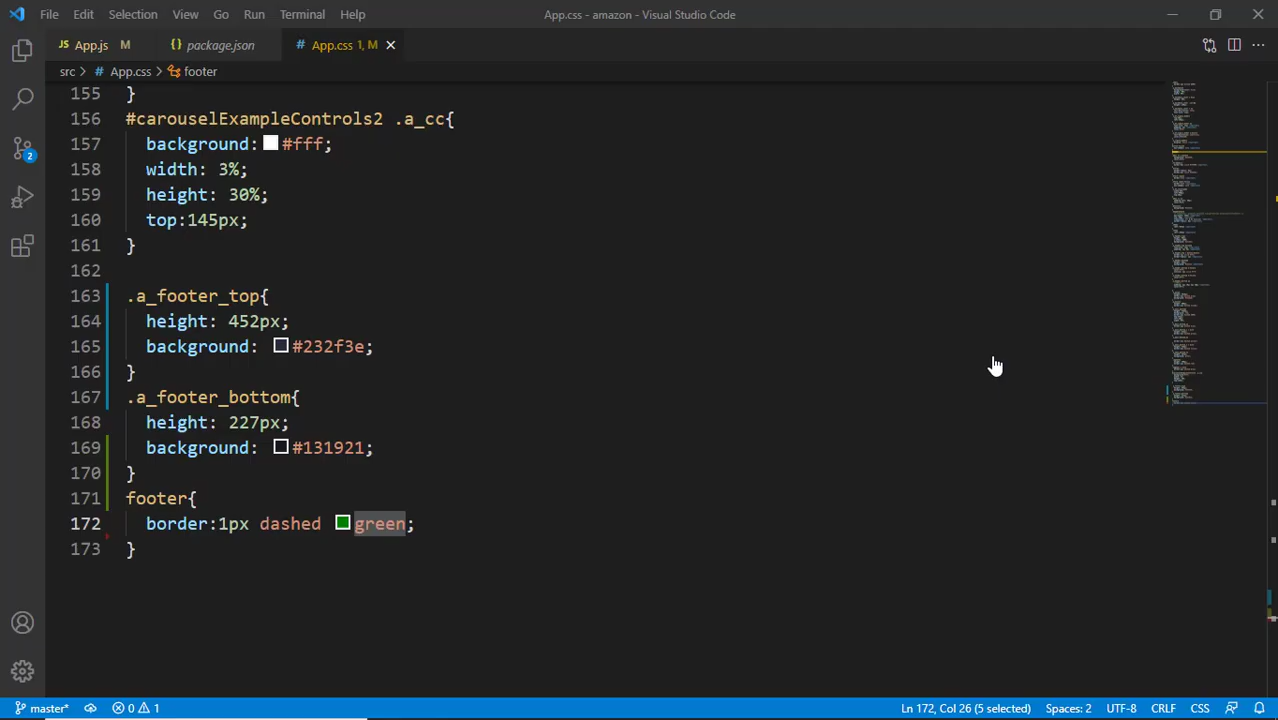 File Edit Selection View Go Run Terminal Help App.css - amazon - Visual Studio Code
JS App.js M {} package.json # App.css 1, M
src > # App.css > footer
155 }
156 #carouselExampleControls2 .a_cc{
157 background: #fff;
158 width: 3%;
159 height: 30%;
160 top:145px;
161 }
162
163 .a_footer_top{
164 height: 452px;
165 background: #232f3e;
166 }
167 .a_footer_bottom{
168 height: 227px;
169 background: #131921;
170 }
171 footer{
172 border:1px dashed green;
173 }
2
master* 0 1 Ln 172, Col 26 (5 selected) Spaces: 2 UTF-8 CRLF CSS